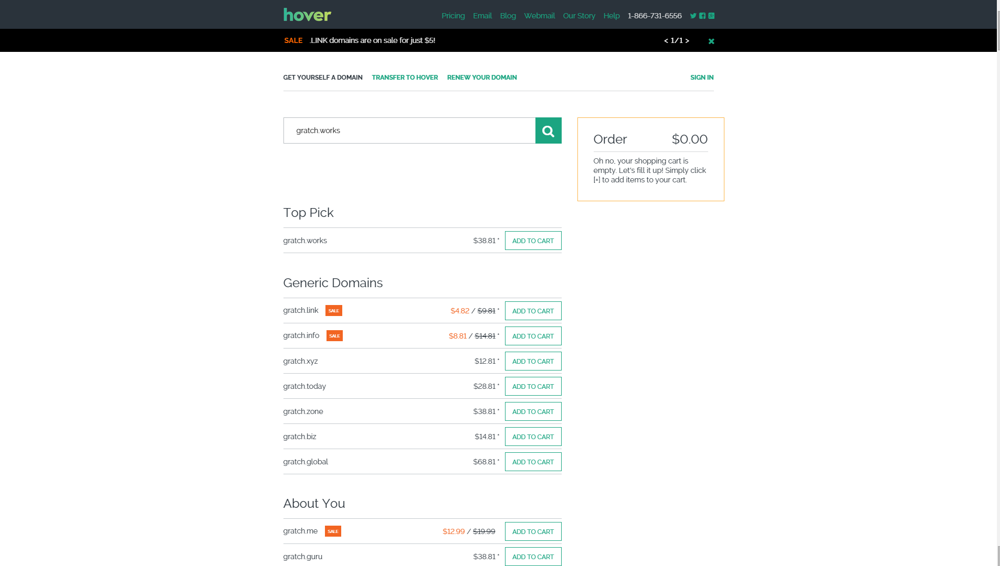 hover
Pricing Email Blog Webmail Our Story Help 1-866-731-6556
SALE .LINK domains are on sale for just $5! < 1/1 >
GET YOURSELF A DOMAIN TRANSFER TO HOVER RENEW YOUR DOMAIN SIGN IN
gratch.works
Order $0.00
Oh no, your shopping cart is
empty. Let's fill it up! Simply click
[+] to add items to your cart.
Top Pick
gratch.works $38.81 * ADD TO CART
Generic Domains
gratch.link SALE $4.82 / $9.81 * ADD TO CART
gratch.info SALE $8.81 / $14.81 * ADD TO CART
gratch.xyz $12.81 * ADD TO CART
gratch.today $28.81 * ADD TO CART
gratch.zone $38.81 * ADD TO CART
gratch.biz $14.81 * ADD TO CART
gratch.global $68.81 * ADD TO CART
About You
gratch.me SALE $12.99 / $19.99 ADD TO CART
gratch.guru $38.81 * ADD TO CART